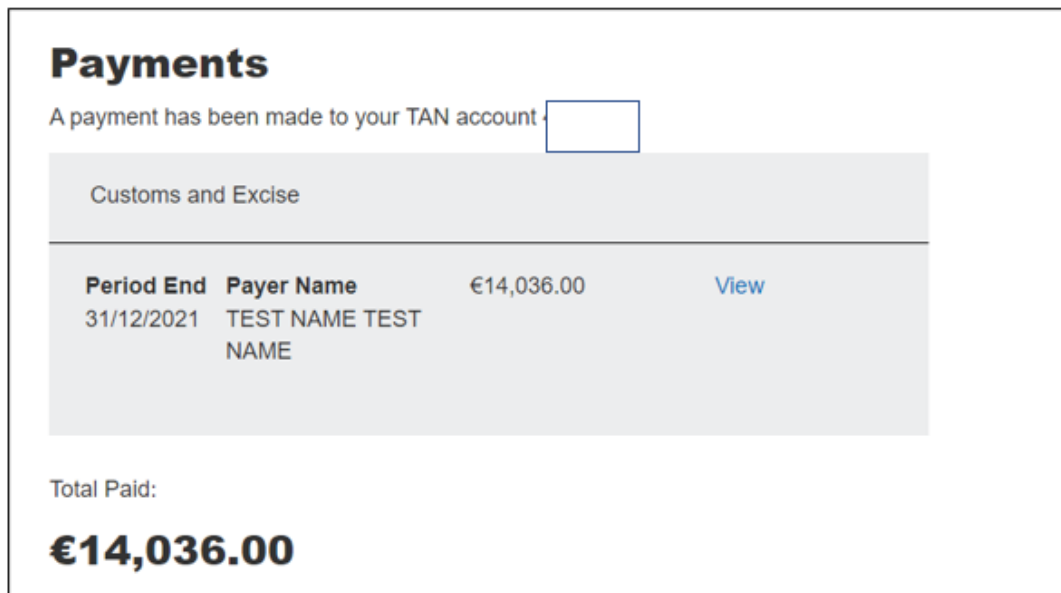 Payments
A payment has been made to your TAN account
Customs and Excise
Period End Payer Name €14,036.00 View
31/12/2021 TEST NAME TEST
NAME
Total Paid:
€14,036.00